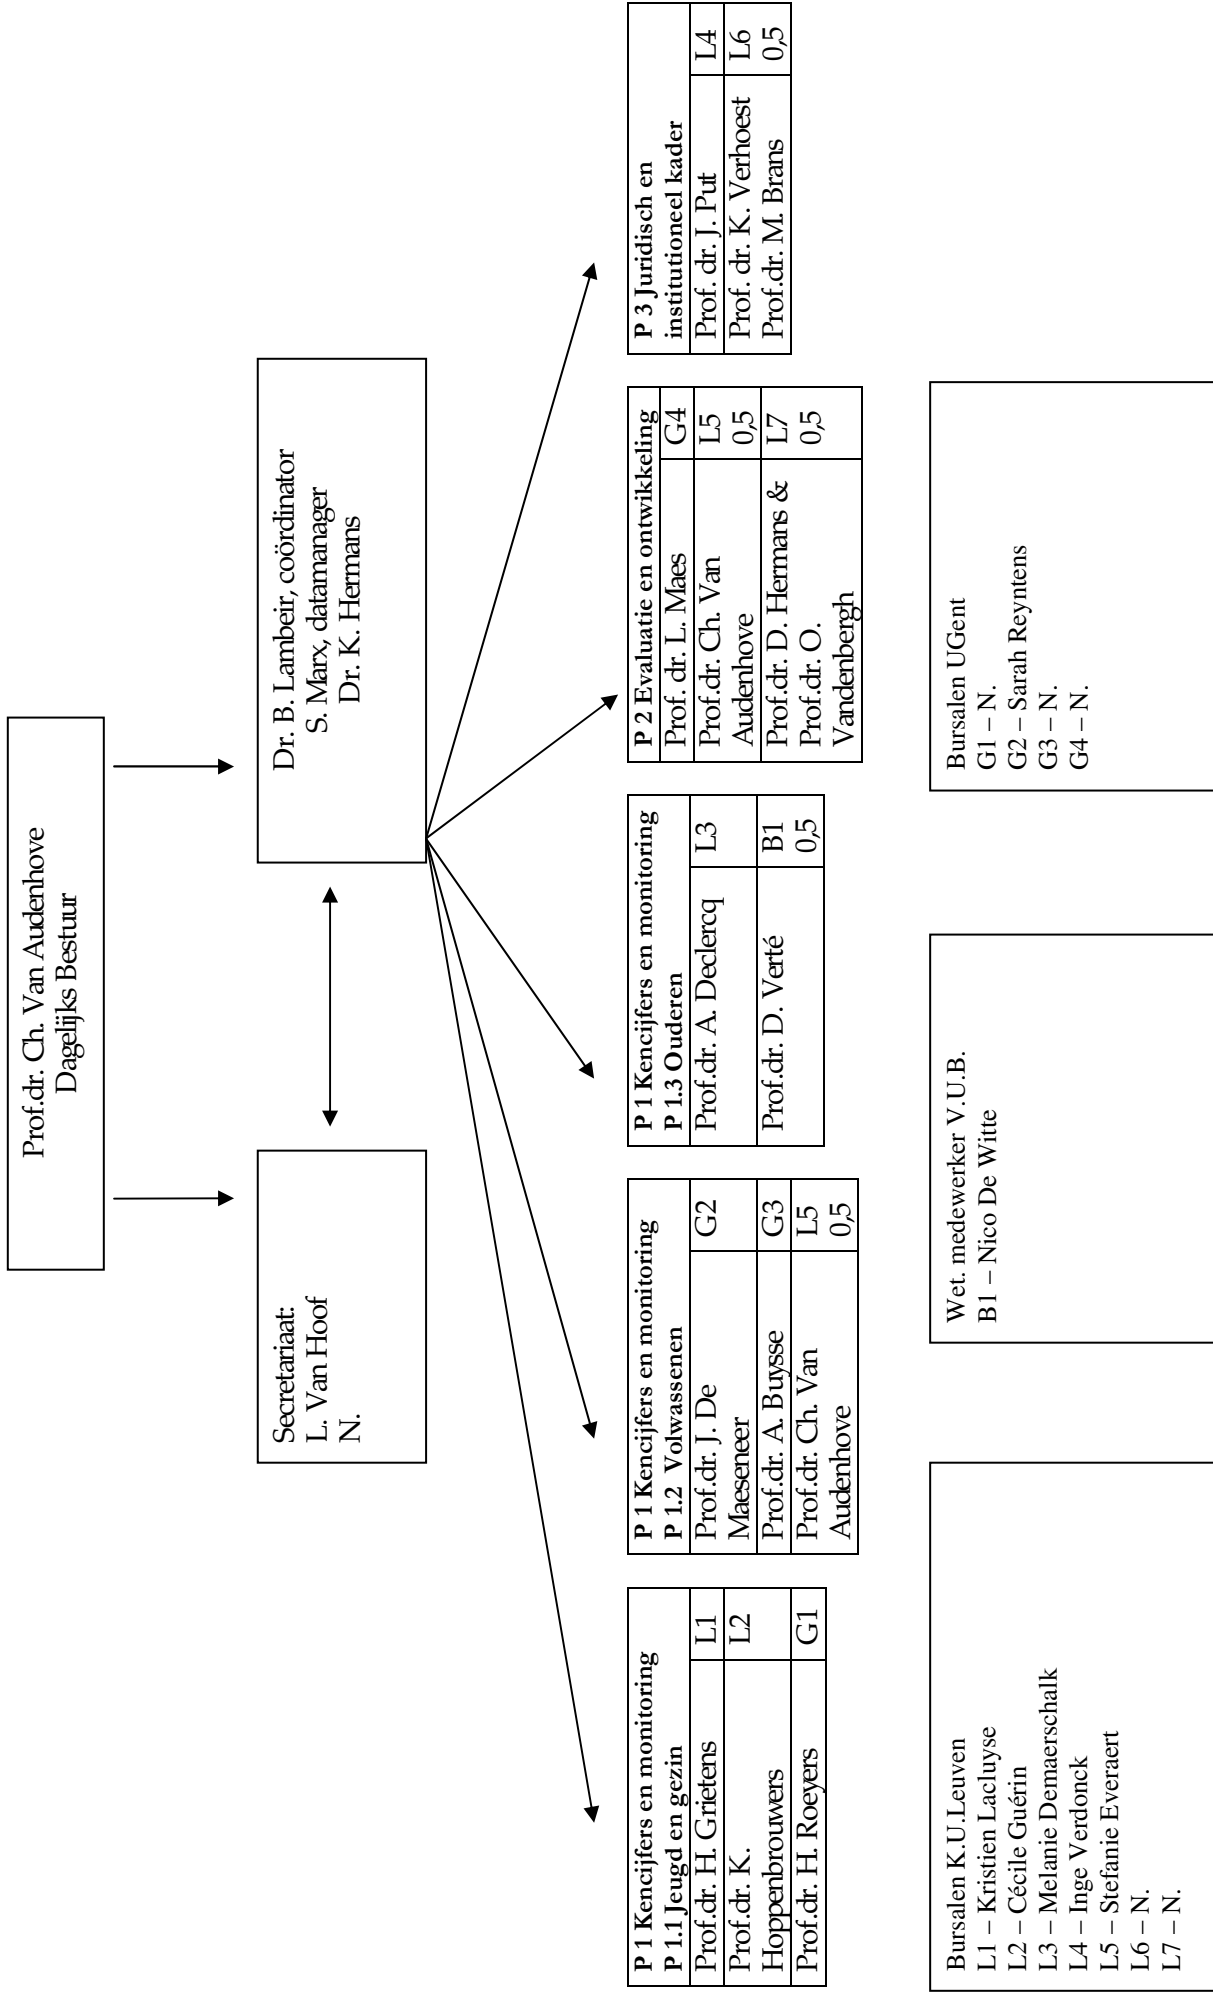 Prof.dr. Ch. Van Audenhove
Dagelijks Bestuur
Secretariaat:
L. Van Hoof
N.
Dr. B. Lambeir, coördinator
S. Marx, datamanager
Dr. K. Hermans
P 1 Kencijfers en monitoring
P 1.1 Jeugd en gezin
Prof.dr. H. Grietens L1
Prof.dr. K. L2
Hoppenbrouwers
Prof.dr. H. Roeyers G1
P 1 Kencijfers en monitoring
P 1.2 Volwassenen
Prof.dr. J. De G2
Maeseneer
Prof.dr. A. Buysse G3
Prof.dr. Ch. Van L5
Audenhove 0,5
P 1 Kencijfers en monitoring
P 1.3 Ouderen
Prof.dr. A. Declercq L3
Prof.dr. D. Verté B1
0,5
P 2 Evaluatie en ontwikkeling
Prof. dr. L. Maes G4
Prof.dr. Ch. Van L5
Audenhove 0,5
Prof.dr. D. Hermans & L7
Prof.dr. O. 0,5
Vandenbergh
P 3 Juridisch en
institutioneel kader
Prof. dr. J. Put L4
Prof. dr. K. Verhoest L6
Prof.dr. M. Brans 0,5
Bursalen K.U.Leuven
L1 – Kristien Lacluyse
L2 – Cécile Guérin
L3 – Melanie Demaerschalk
L4 – Inge Verdonck
L5 – Stefanie Everaert
L6 – N.
L7 – N.
Wet. medewerker V.U.B.
B1 – Nico De Witte
Bursalen UGent
G1 – N.
G2 – Sarah Reyntens
G3 – N.
G4 – N.